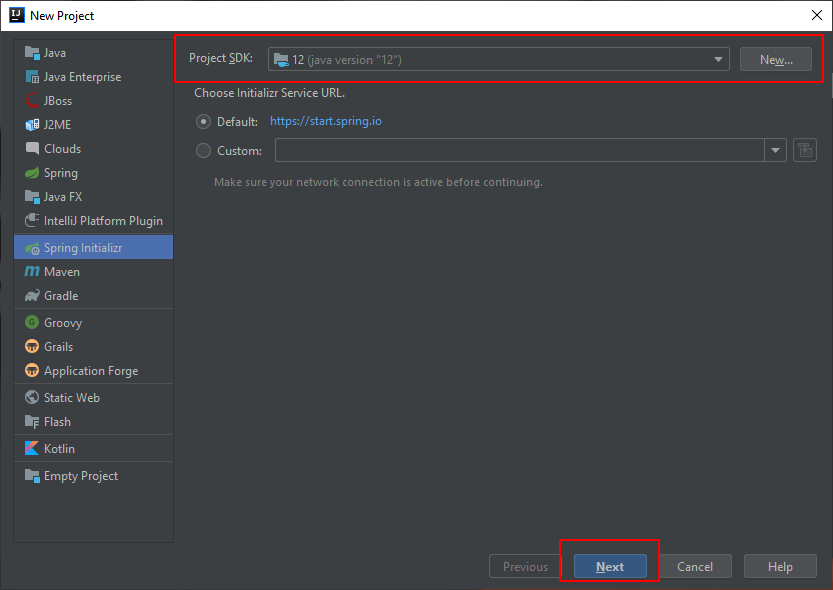 New Project
Java
Java Enterprise
JBoss
J2ME
Clouds
Spring
Java FX
IntelliJ Platform Plugin
Spring Initializr
Maven
Gradle
Groovy
Grails
Application Forge
Static Web
Flash
Kotlin
Empty Project
Project SDK: 12 (java version "12") New...
Choose Initializr Service URL.
Default: https://start.spring.io
Custom:
Make sure your network connection is active before continuing.
Previous Next Cancel Help